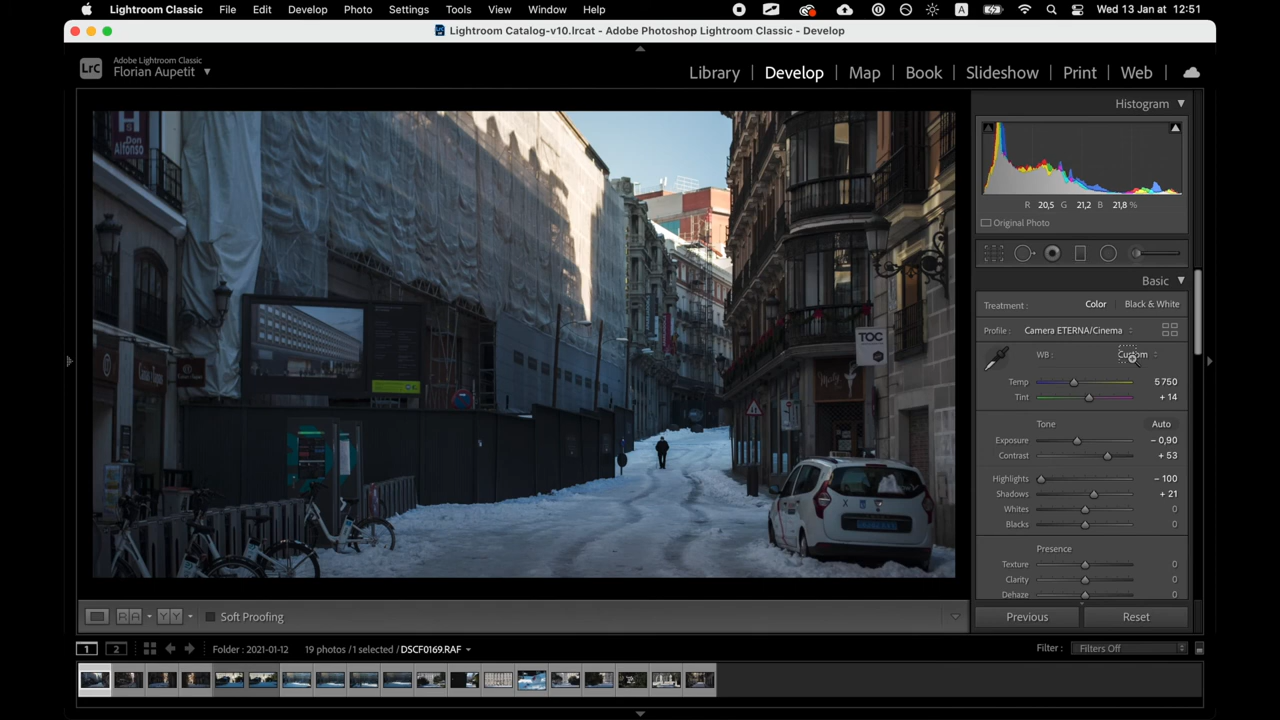 Lightroom Classic File Edit Develop Photo Settings Tools View Window Help A Wed 13 Jan at 12:51
Lightroom Catalog-v10.lrcat - Adobe Photoshop Lightroom Classic - Develop
LrC Adobe Lightroom Classic
Florian Aupetit
Library Develop Map Book Slideshow Print Web
Histogram
R 20,5 G 21,2 B 21,8 %
Original Photo
Basic
Treatment : Color Black & White
Profile : Camera ETERNA/Cinema
WB : Custom
Temp 5 750
Tint + 14
Tone Auto
Exposure – 0,90
Contrast + 53
Highlights – 100
Shadows + 21
Whites 0
Blacks 0
Presence
Texture 0
Clarity 0
Dehaze 0
Previous Reset
H
Don
Alfonso
TOC
R A Y Y Soft Proofing
1 2 Folder : 2021-01-12 19 photos /1 selected / DSCF0169.RAF Filter : Filters Off